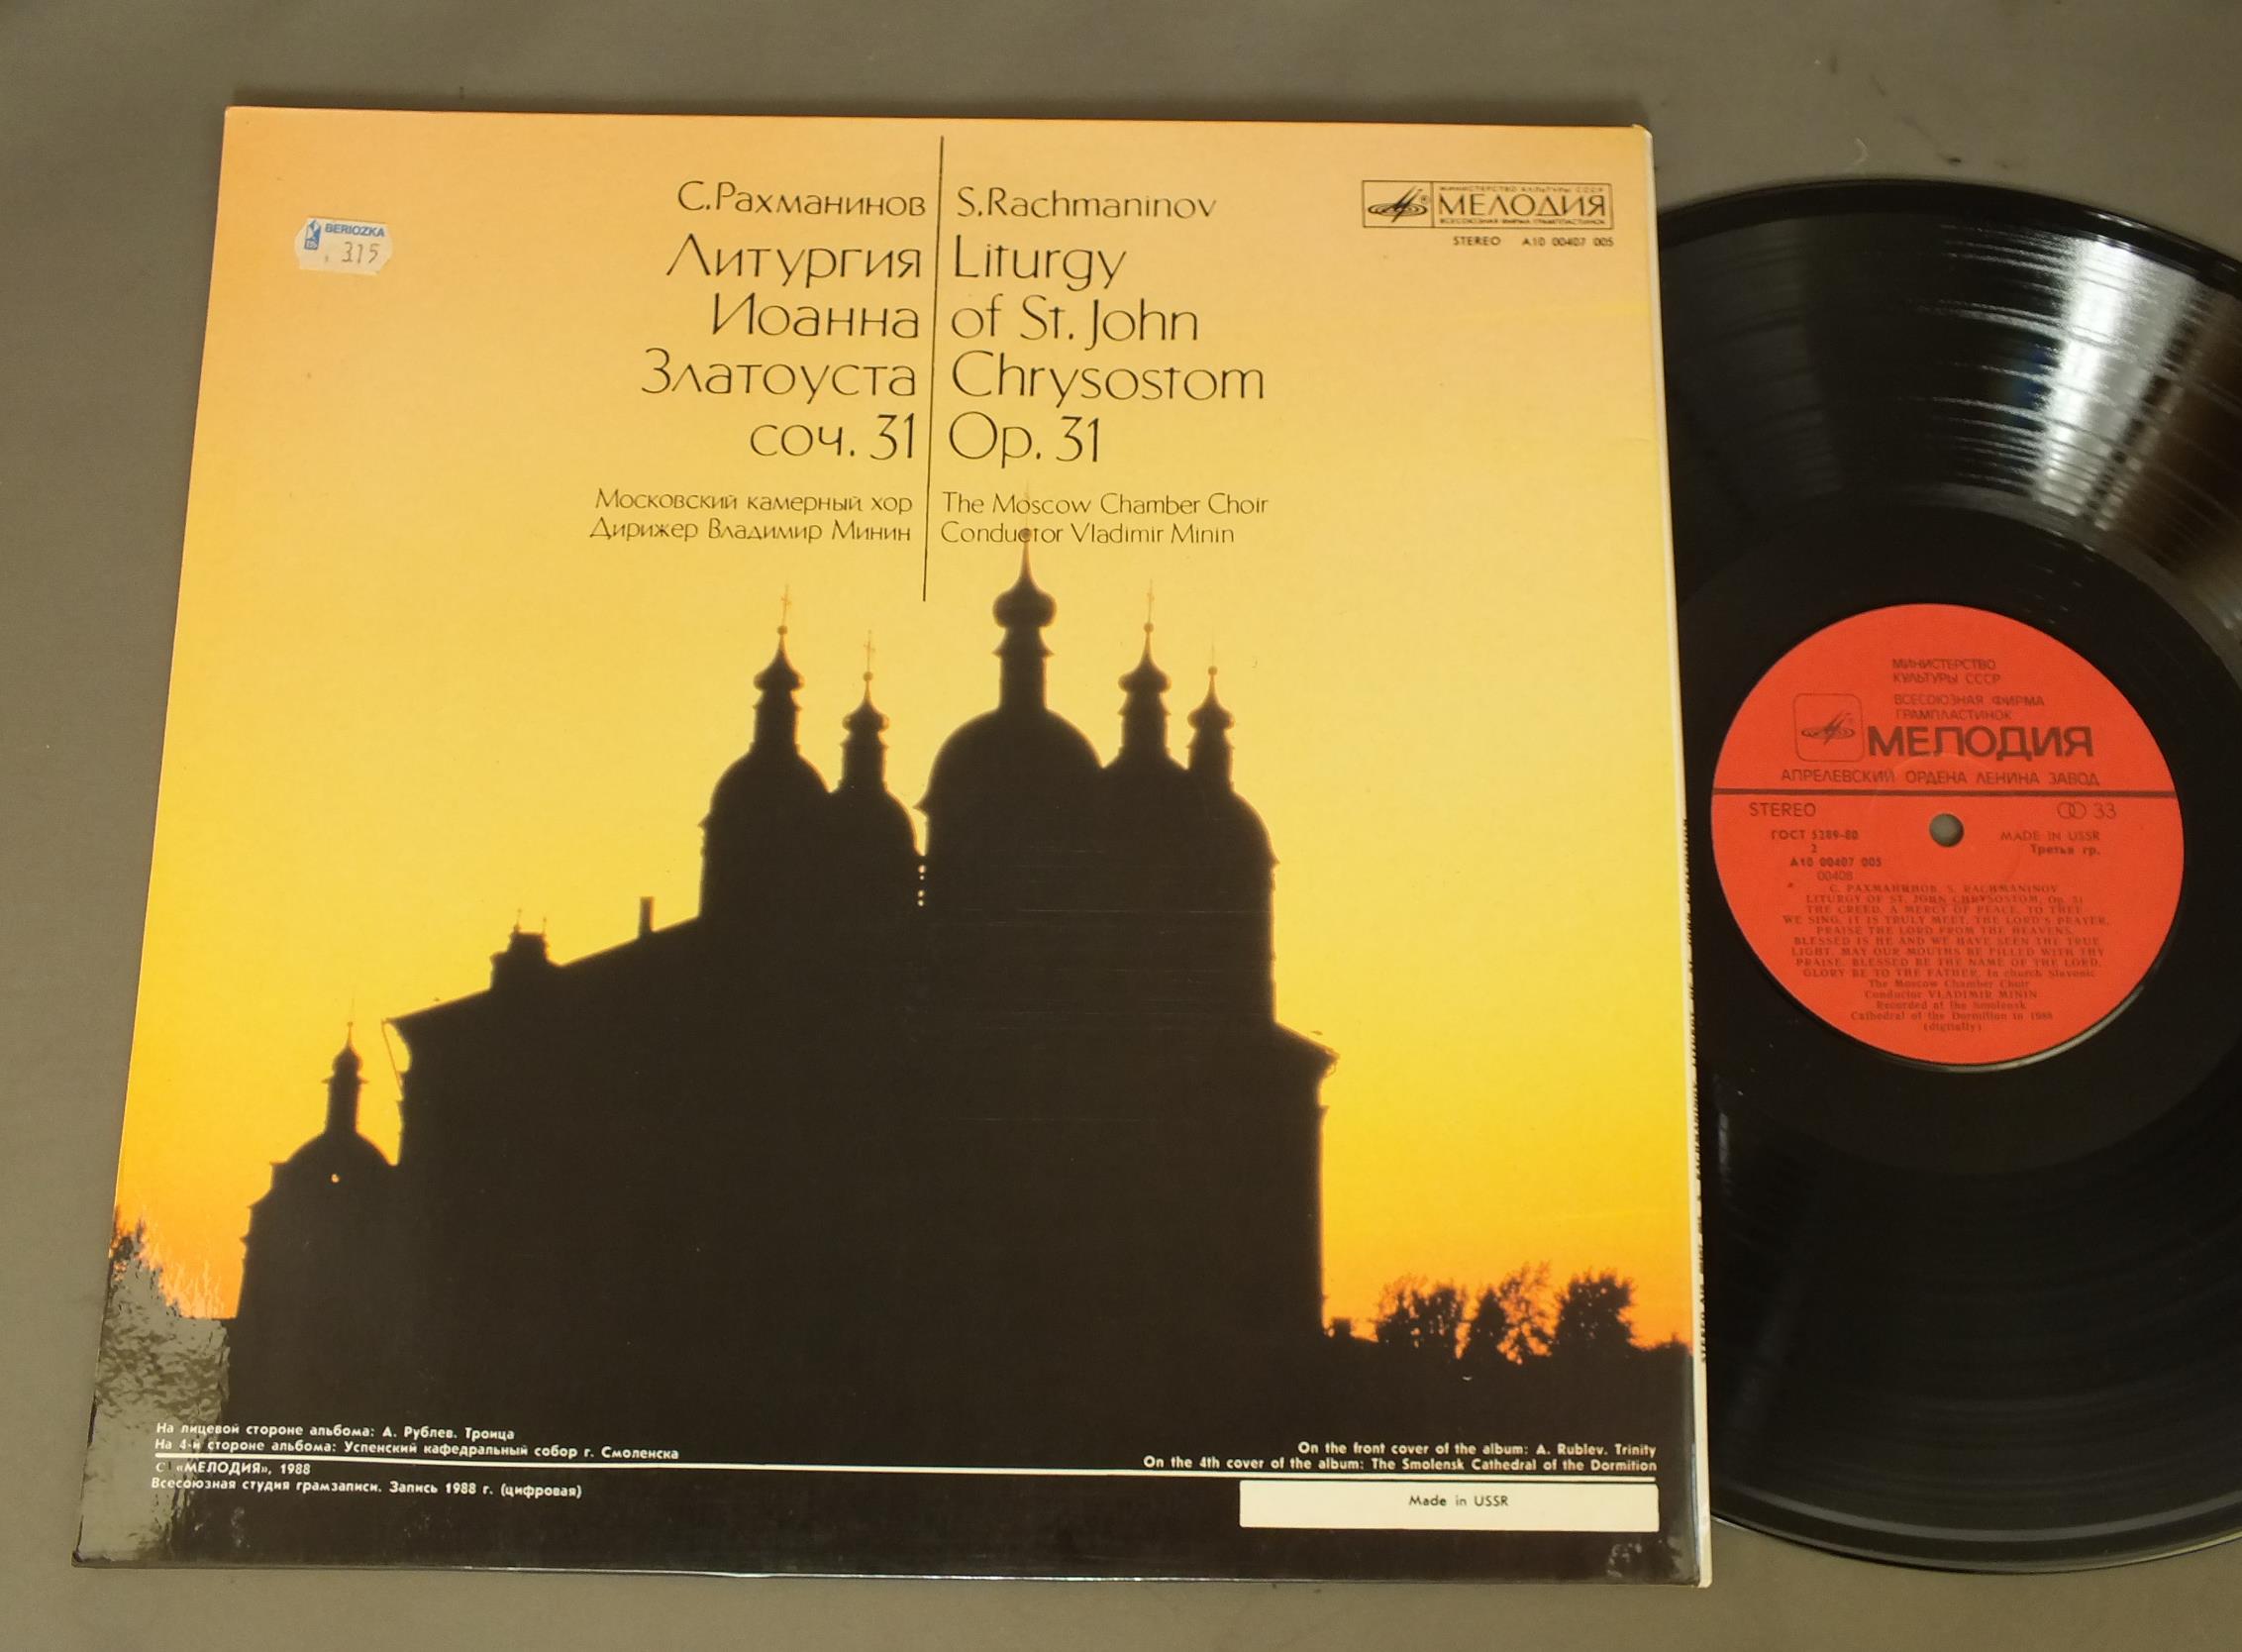 BERIOZKA
315
С.Рахманинов
Литургия
Иоанна
Златоуста
соч. 31
Московский камерный хор
Дирижер Владимир Минин
S.Rachmaninov
Liturgy
of St. John
Chrysostom
Op. 31
The Moscow Chamber Choir
Conductor Vladimir Minin
МИНИСТЕРСТВО КУЛЬТУРЫ СССР
МЕЛОДИЯ
ВСЕСОЮЗНАЯ ФИРМА ГРАМПЛАСТИНОК
STEREO A10 00407 005
На лицевой стороне альбома: А. Рублев. Троица
На 4-й стороне альбома: Успенский кафедральный собор г. Смоленска
С «МЕЛОДИЯ», 1988
Всесоюзная студия грамзаписи. Запись 1988 г. (цифровая)
On the front cover of the album: A. Rublev. Trinity
On the 4th cover of the album: The Smolensk Cathedral of the Dormition
Made in USSR
МИНИСТЕРСТВО
КУЛЬТУРЫ СССР
ВСЕСОЮЗНАЯ ФИРМА
ГРАМПЛАСТИНОК
МЕЛОДИЯ
АПРЕЛЕВСКИЙ ОРДЕНА ЛЕНИНА ЗАВОД
STEREO
33
ГОСТ 5289-80
MADE IN USSR
2
Третья гр.
A10 00407 005
00408
С. РАХМАНИНОВ. S. RACHMANINOV
LITURGY OF ST. JOHN CHRYSOSTOM, Op. 31
THE CREED. A MERCY OF PEACE. TO THEE
WE SING. IT IS TRULY MEET. THE LORD'S PRAYER.
PRAISE THE LORD FROM THE HEAVENS.
BLESSED IS HE AND WE HAVE SEEN THE TRUE
LIGHT. MAY OUR MOUTHS BE FILLED WITH THY
PRAISE. BLESSED BE THE NAME OF THE LORD.
GLORY BE TO THE FATHER. In church Slavonic
The Moscow Chamber Choir
Conductor VLADIMIR MININ
Recorded at the Smolensk
Cathedral of the Dormition in 1988
(digitally)